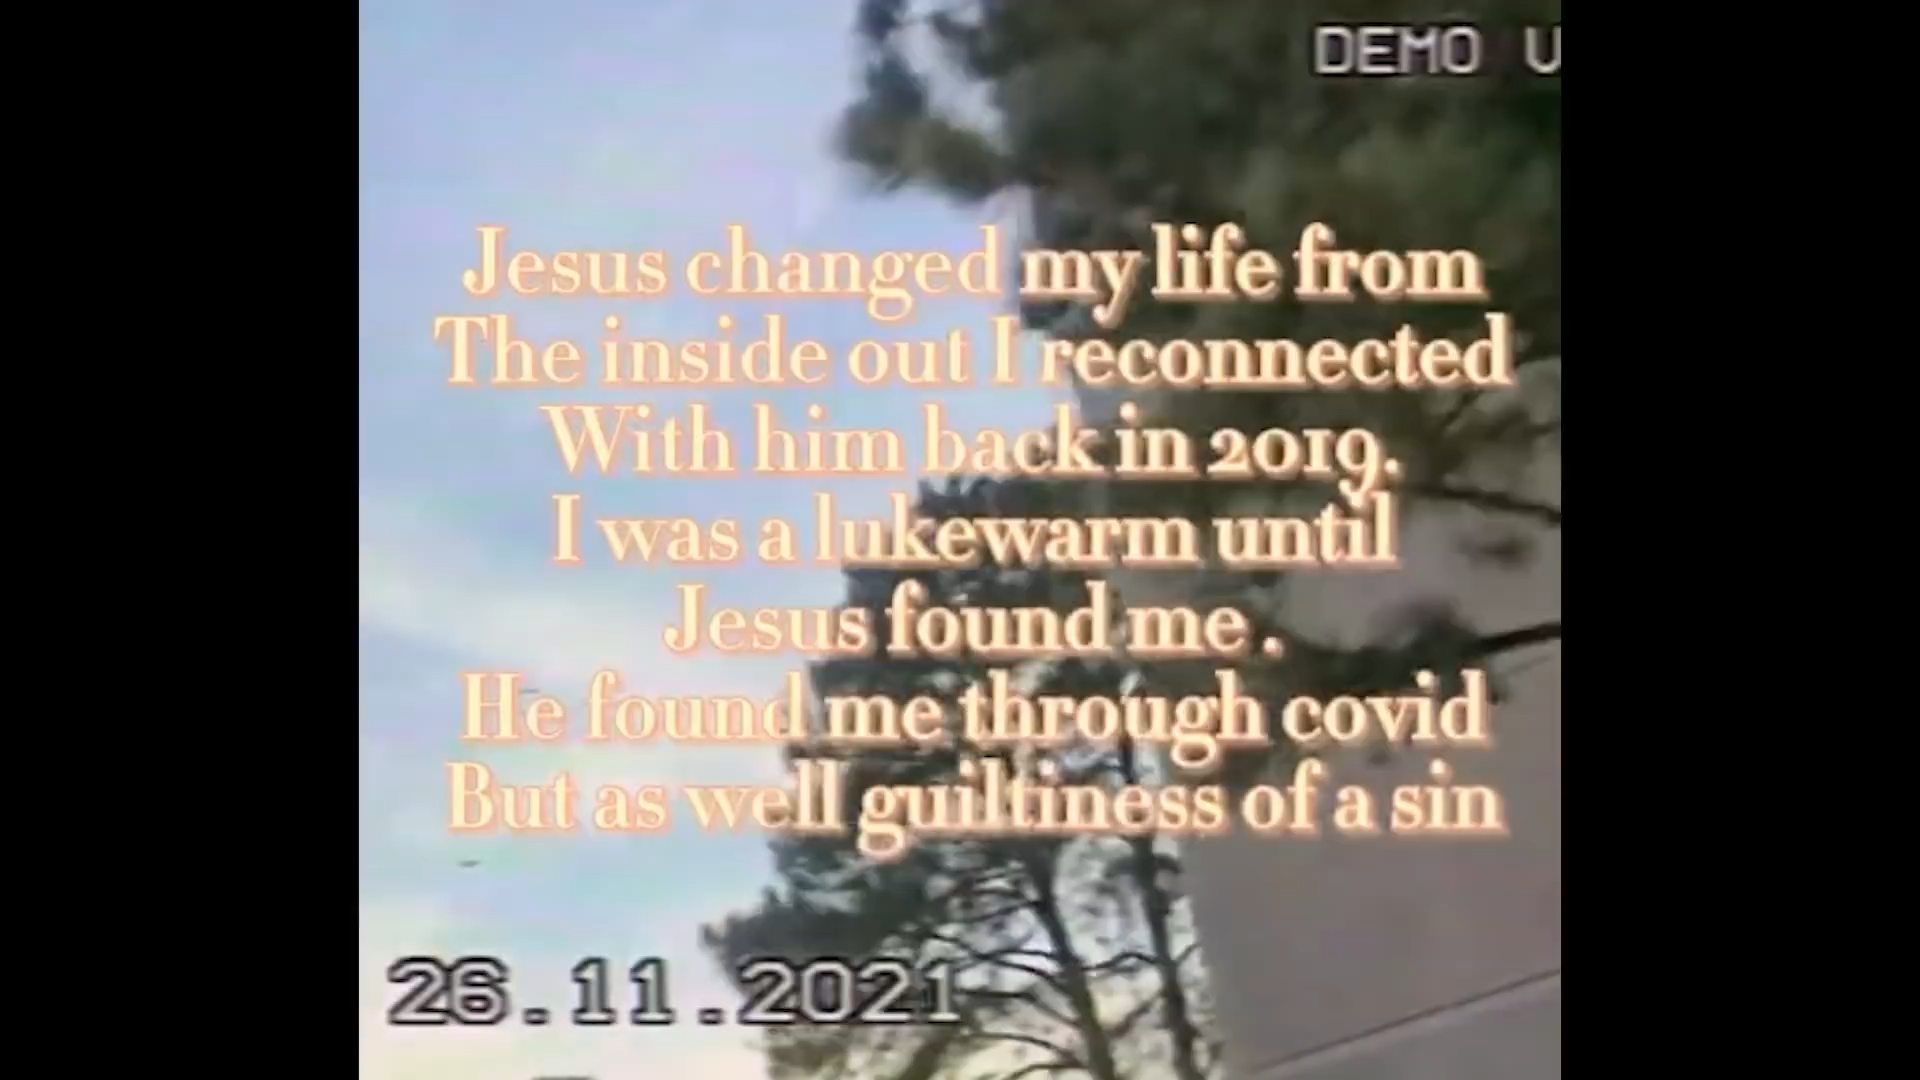 DEMO V
Jesus changed my life from
The inside out I reconnected
With him back in 2019.
I was a lukewarm until
Jesus found me .
He found me through covid
But as well guiltiness of a sin
26.11.2021